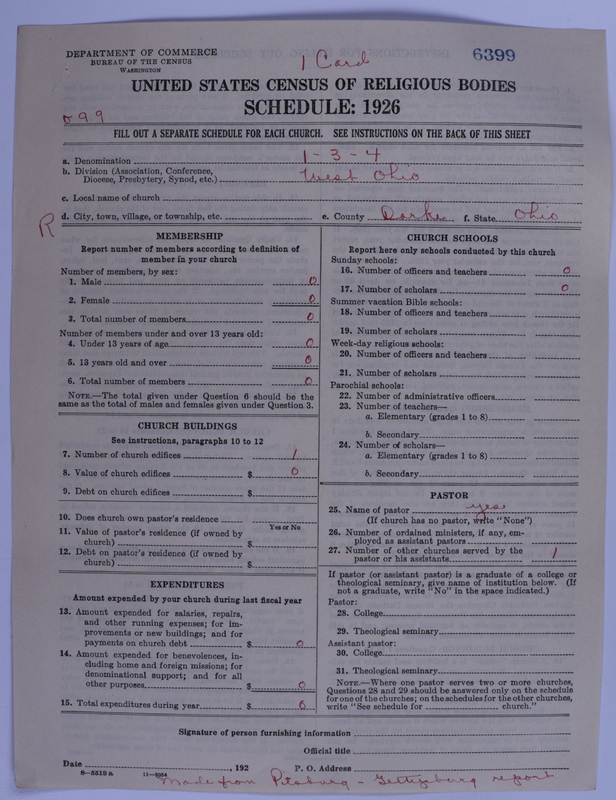 DEPARTMENT OF COMMERCE
BUREAU OF THE CENSUS
WASHINGTON
1 Card
6399
UNITED STATES CENSUS OF RELIGIOUS BODIES
SCHEDULE: 1926
099
FILL OUT A SEPARATE SCHEDULE FOR EACH CHURCH. SEE INSTRUCTIONS ON THE BACK OF THIS SHEET
a. Denomination 1-3-4
b. Division (Association, Conference,
Diocese, Presbytery, Synod, etc.) West Ohio
c. Local name of church
R
d. City, town, village, or township, etc. e. County Darke f. State Ohio
MEMBERSHIP
Report number of members according to definition of
member in your church
Number of members, by sex:
1. Male 0
2. Female 0
3. Total number of members 0
Number of members under and over 13 years old:
4. Under 13 years of age 0
5. 13 years old and over 0
6. Total number of members 0
NOTE.—The total given under Question 6 should be
same as the total of males and females given under Question 3.
CHURCH BUILDINGS
See instructions, paragraphs 10 to 12
7. Number of church edifices 1
8. Value of church edifices $ 0
9. Debt on church edifices $
10. Does church own pastor's residence
Yes or No
11. Value of pastor's residence (if owned by
church) $
12. Debt on pastor's residence (if owned by
church) $
EXPENDITURES
Amount expended by your church during last fiscal year
13. Amount expended for salaries, repairs,
and other running expenses; for im-
provements or new buildings; and for
payments on church debt $ 0
14. Amount expended for benevolences, in-
cluding home and foreign missions; for
denominational support; and for all
other purposes $ 0
15. Total expenditures during year $ 0
CHURCH SCHOOLS
Report here only schools conducted by this church
Sunday schools:
16. Number of officers and teachers 0
17. Number of scholars 0
Summer vacation Bible schools:
18. Number of officers and teachers
19. Number of scholars
Week-day religious schools:
20. Number of officers and teachers
21. Number of scholars
Parochial schools:
22. Number of administrative officers
23. Number of teachers—
a. Elementary (grades 1 to 8)
b. Secondary
24. Number of scholars—
a. Elementary (grades 1 to 8)
b. Secondary
PASTOR
25. Name of pastor yes
(If church has no pastor, write "None")
26. Number of ordained ministers, if any, em-
ployed as assistant pastors
27. Number of other churches served by the
pastor or his assistants 1
If pastor (or assistant pastor) is a graduate of a college or
theological seminary, give name of institution below. (If
not a graduate, write "No" in the space indicated.)
Pastor:
28. College
29. Theological seminary
Assistant pastor:
30. College
31. Theological seminary
NOTE.—Where one pastor serves two or more churches,
Questions 28 and 29 should be answered only on the schedule
for one of the churches; on the schedules for the other churches,
write "See schedule for church."
Signature of person furnishing information
Official title
Date , 192 P. O. Address
8—5518a 11—9084
Made from Pitsburg - Gettysburg report